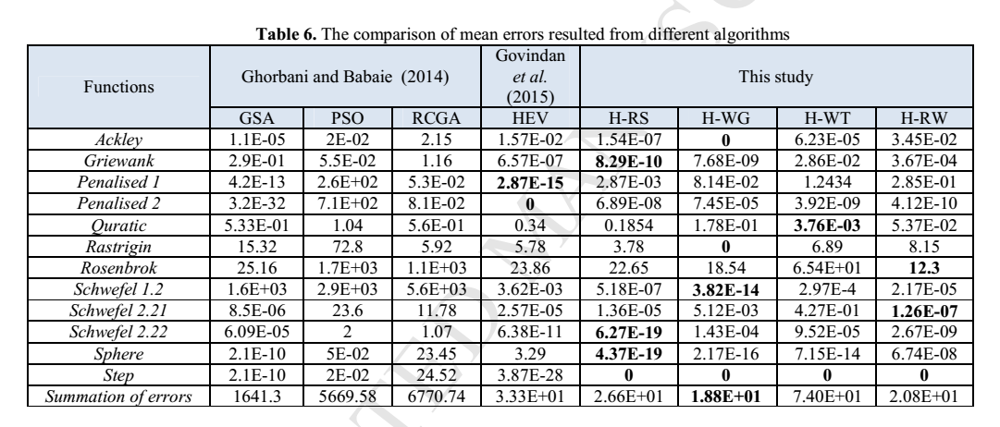 Table 6. The comparison of mean errors resulted from different algorithms
Functions Ghorbani and Babaie (2014) Govindan et al. (2015) This study
GSA PSO RCGA HEV H-RS H-WG H-WT H-RW
Ackley 1.1E-05 2E-02 2.15 1.57E-02 1.54E-07 0 6.23E-05 3.45E-02
Griewank 2.9E-01 5.5E-02 1.16 6.57E-07 8.29E-10 7.68E-09 2.86E-02 3.67E-04
Penalised 1 4.2E-13 2.6E+02 5.3E-02 2.87E-15 2.87E-03 8.14E-02 1.2434 2.85E-01
Penalised 2 3.2E-32 7.1E+02 8.1E-02 0 6.89E-08 7.45E-05 3.92E-09 4.12E-10
Quratic 5.33E-01 1.04 5.6E-01 0.34 0.1854 1.78E-01 3.76E-03 5.37E-02
Rastrigin 15.32 72.8 5.92 5.78 3.78 0 6.89 8.15
Rosenbrok 25.16 1.7E+03 1.1E+03 23.86 22.65 18.54 6.54E+01 12.3
Schwefel 1.2 1.6E+03 2.9E+03 5.6E+03 3.62E-03 5.18E-07 3.82E-14 2.97E-4 2.17E-05
Schwefel 2.21 8.5E-06 23.6 11.78 2.57E-05 1.36E-05 5.12E-03 4.27E-01 1.26E-07
Schwefel 2.22 6.09E-05 2 1.07 6.38E-11 6.27E-19 1.43E-04 9.52E-05 2.67E-09
Sphere 2.1E-10 5E-02 23.45 3.29 4.37E-19 2.17E-16 7.15E-14 6.74E-08
Step 2.1E-10 2E-02 24.52 3.87E-28 0 0 0 0
Summation of errors 1641.3 5669.58 6770.74 3.33E+01 2.66E+01 1.88E+01 7.40E+01 2.08E+01